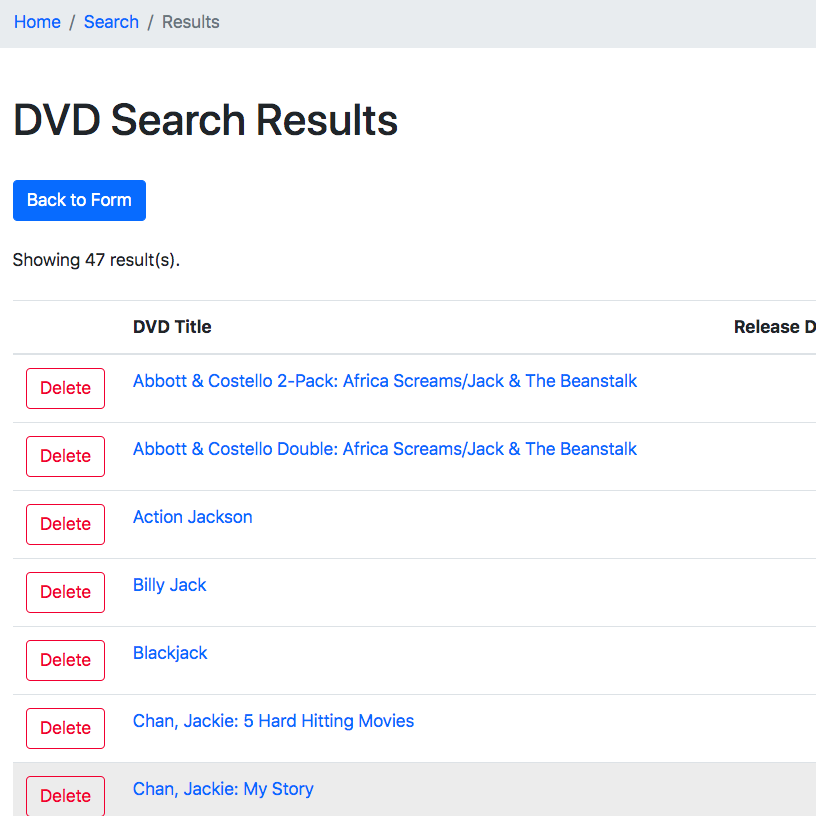 Home / Search / Results
DVD Search Results
Back to Form
Showing 47 result(s).
DVD Title Release D
Delete Abbott & Costello 2-Pack: Africa Screams/Jack & The Beanstalk
Delete Abbott & Costello Double: Africa Screams/Jack & The Beanstalk
Delete Action Jackson
Delete Billy Jack
Delete Blackjack
Delete Chan, Jackie: 5 Hard Hitting Movies
Delete Chan, Jackie: My Story